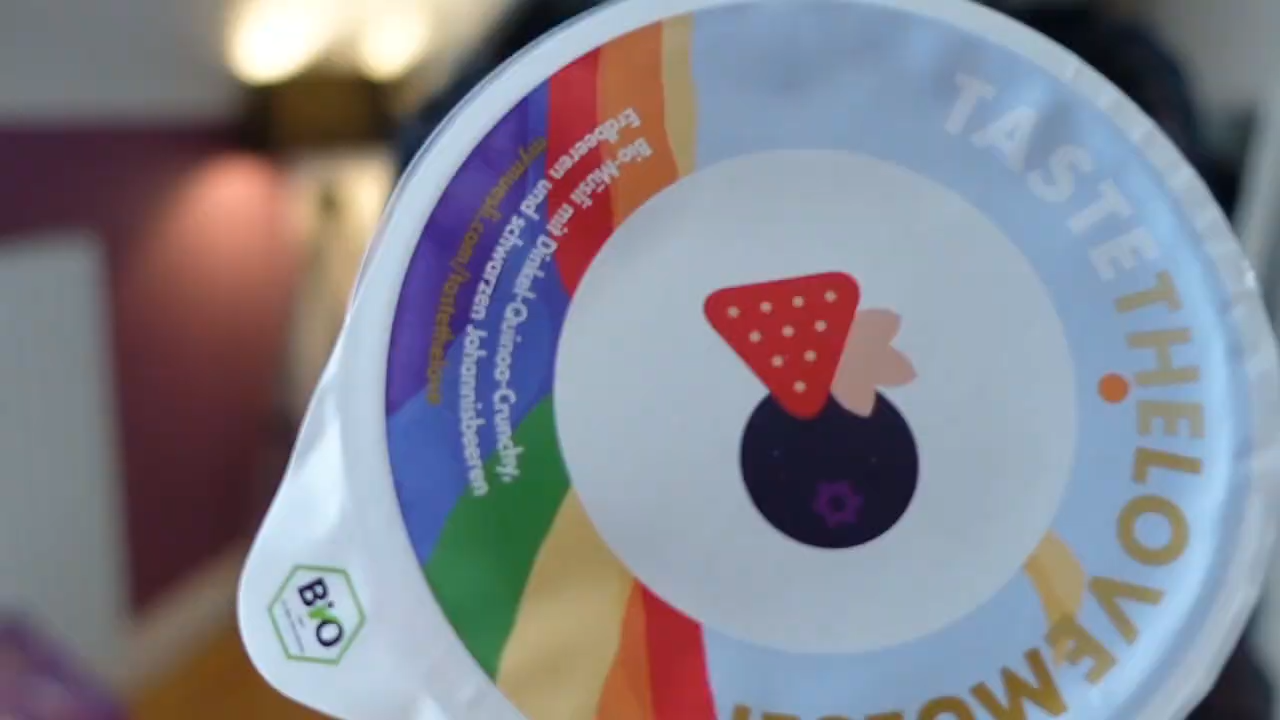 TASTETHELOVE
Bio-Müsli mit Dinkel-Quinoa-Crunchy,
Erdbeeren und schwarzen Johannisbeeren
mymuesli.com/tastethelove
Bio